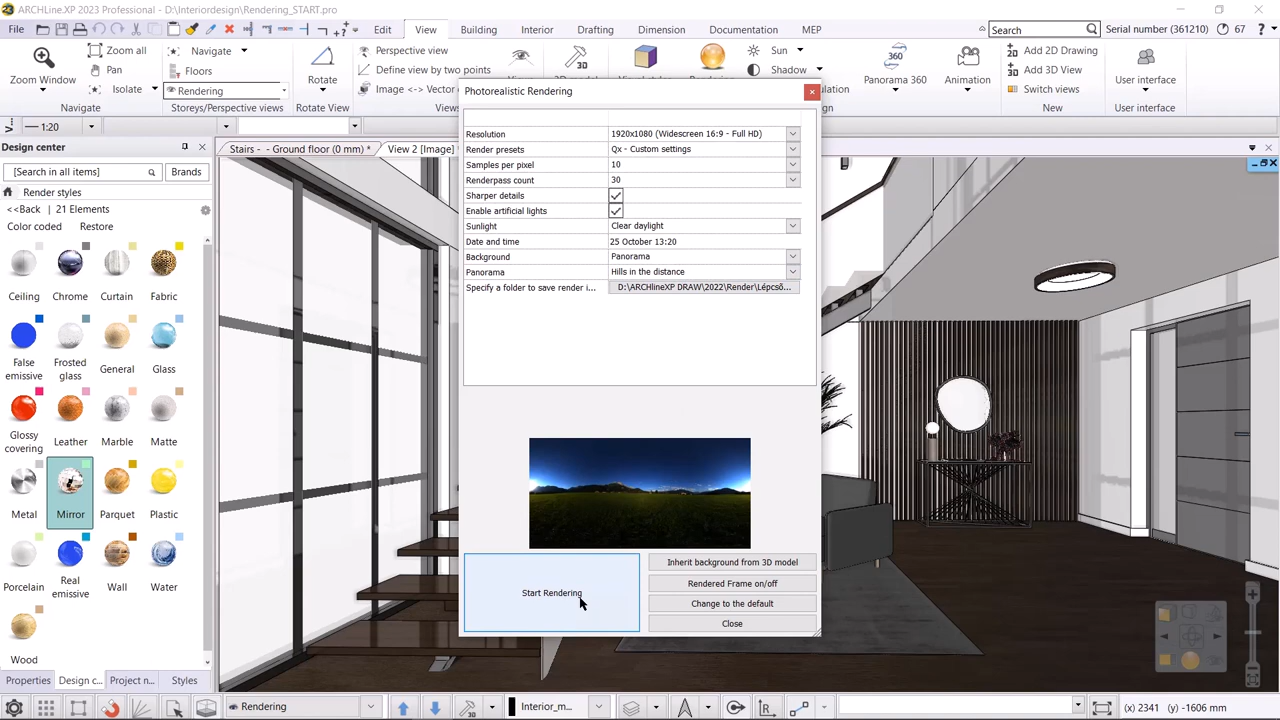 ARCHLine.XP 2023 Professional - D:\Interiordesign\Rendering_START.pro
File Edit View Building Interior Drafting Dimension Documentation MEP Search Serial number (361210) 67
Zoom Window
Zoom all
Pan
Isolate
Navigate
Navigate
Floors
Rendering
Storeys/Perspective views
Rotate
Rotate View
Perspective view
Define view by two points
Image <-> Vector
Sun
Shadow
Panorama 360
Animation
Add 2D Drawing
Add 3D View
Switch views
New
User interface
User interface
1:20
Design center
[Search in all items] Brands
Render styles
<<Back 21 Elements
Color coded Restore
Ceiling Chrome Curtain Fabric
False emissive Frosted glass General Glass
Glossy covering Leather Marble Matte
Metal Mirror Parquet Plastic
Porcelain Real emissive Wall Water
Wood
Properties Design c... Project n... Styles
Stairs - - Ground floor (0 mm) * View 2 [Image] *
Photorealistic Rendering
Resolution 1920x1080 (Widescreen 16:9 - Full HD)
Render presets Qx - Custom settings
Samples per pixel 10
Renderpass count 30
Sharper details
Enable artificial lights
Sunlight Clear daylight
Date and time 25 October 13:20
Background Panorama
Panorama Hills in the distance
Specify a folder to save render i... D:\ARCHlineXP DRAW\2022\Render\Lépcső...
Start Rendering
Inherit background from 3D model
Rendered Frame on/off
Change to the default
Close
Rendering Interior_m... (x) 2341 (y) -1606 mm